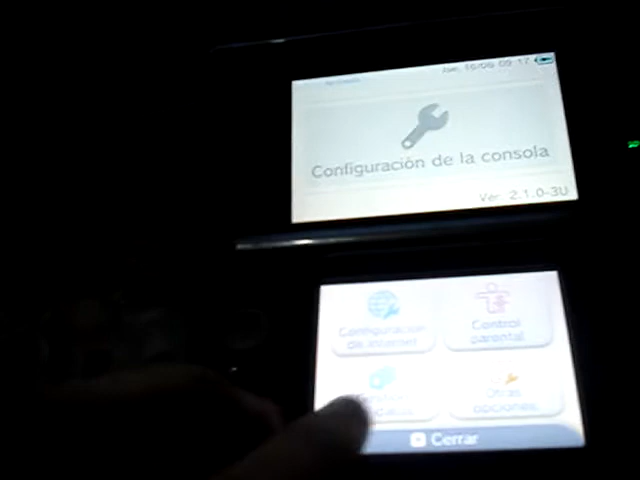 Configuración de la consola
Ver. 2.1.0-3U
Configuración
de Internet
Control
parental
Otras
opciones
Cerrar